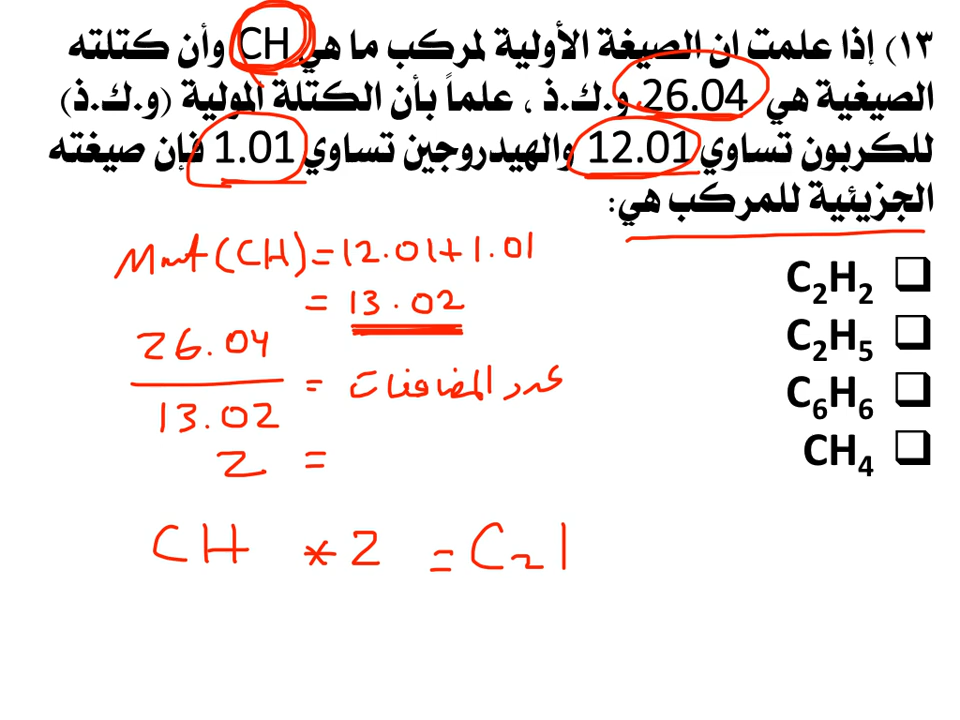 ١٣) إذا علمت ان الصيغة الأولية لمركب ما هي CH وأن كتلته
الصيغية هي 26.04 و.ك.ذ ، علماً بأن الكتلة المولية (و.ك.ذ)
للكربون تساوي 12.01 والهيدروجين تساوي 1.01 فإن صيغته
الجزيئية للمركب هي:
C2H2
C2H5
C6H6
CH4
(CH) = 12.01 + 1.01
= 13.02
26.04
13.02
= عدد المضاعفات
2 =
CH * 2 = C2